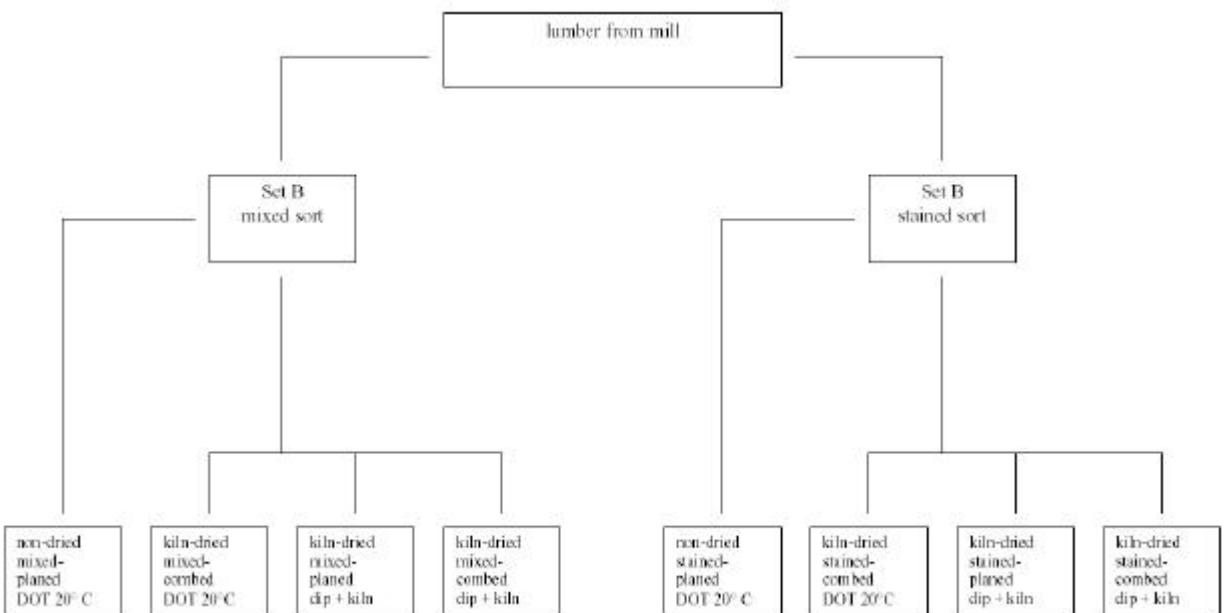 lumber from mill
Set B
mixed sort
Set B
stained sort
non-dried
mixed-
planed
DOT 20° C
kiln-dried
mixed-
combed
DOT 20°C
kiln-dried
mixed-
planed
dip + kiln
kiln-dried
mixed-
combed
dip + kiln
non-dried
stained-
planed
DOT 20° C
kiln-dried
stained-
combed
DOT 20°C
kiln-dried
stained-
planed
dip + kiln
kiln-dried
stained-
combed
dip + kiln